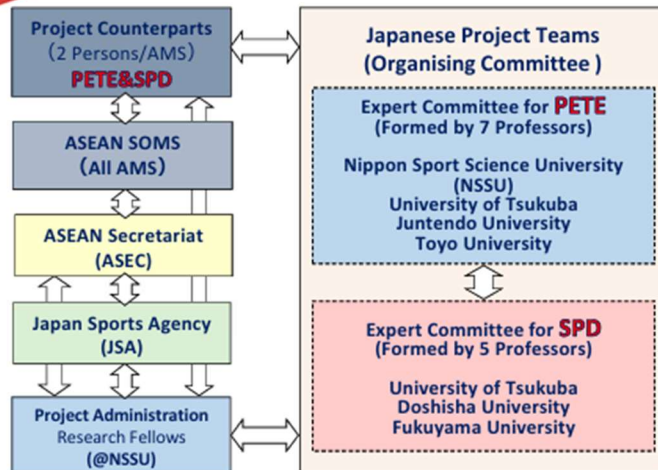 Project Counterparts
(2 Persons/AMS)
PETE&SPD
ASEAN SOMS
(All AMS)
ASEAN Secretariat
(ASEC)
Japan Sports Agency
(JSA)
Project Administration
Research Fellows
(@NSSU)
Japanese Project Teams
(Organising Committee )
Expert Committee for PETE
(Formed by 7 Professors)
Nippon Sport Science University
(NSSU)
University of Tsukuba
Juntendo University
Toyo University
Expert Committee for SPD
(Formed by 5 Professors)
University of Tsukuba
Doshisha University
Fukuyama University